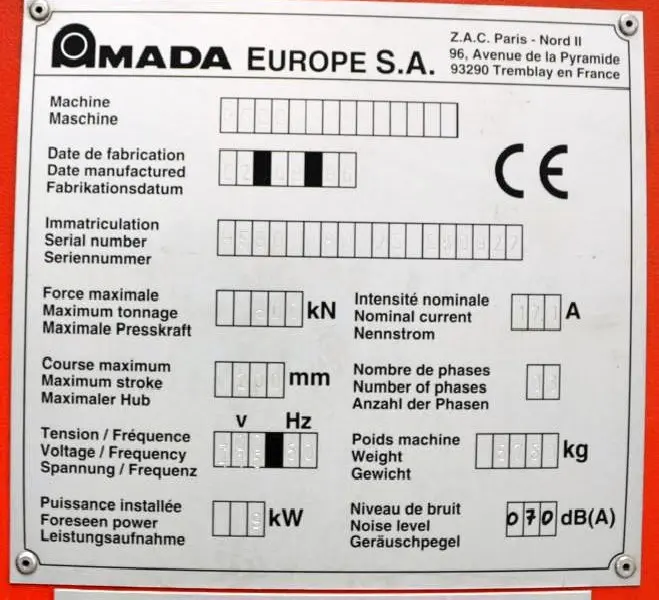 AMADA EUROPE S.A.
Z.A.C. Paris - Nord II
96, Avenue de la Pyramide
93290 Tremblay en France
Machine
Maschine
Date de fabrication
Date manufactured
Fabrikationsdatum
CE
Immatriculation
Serial number
Seriennummer
Force maximale
Maximum tonnage
Maximale Presskraft
kN
Intensité nominale
Nominal current
Nennstrom
A
Course maximum
Maximum stroke
Maximaler Hub
200 mm
Nombre de phases
Number of phases
Anzahl der Phasen
V Hz
Tension / Fréquence
Voltage / Frequency
Spannung / Frequenz
Poids machine
Weight
Gewicht
kg
Puissance installée
Foreseen power
Leistungsaufnahme
kW
Niveau de bruit
Noise level
Geräuschpegel
070 dB(A)